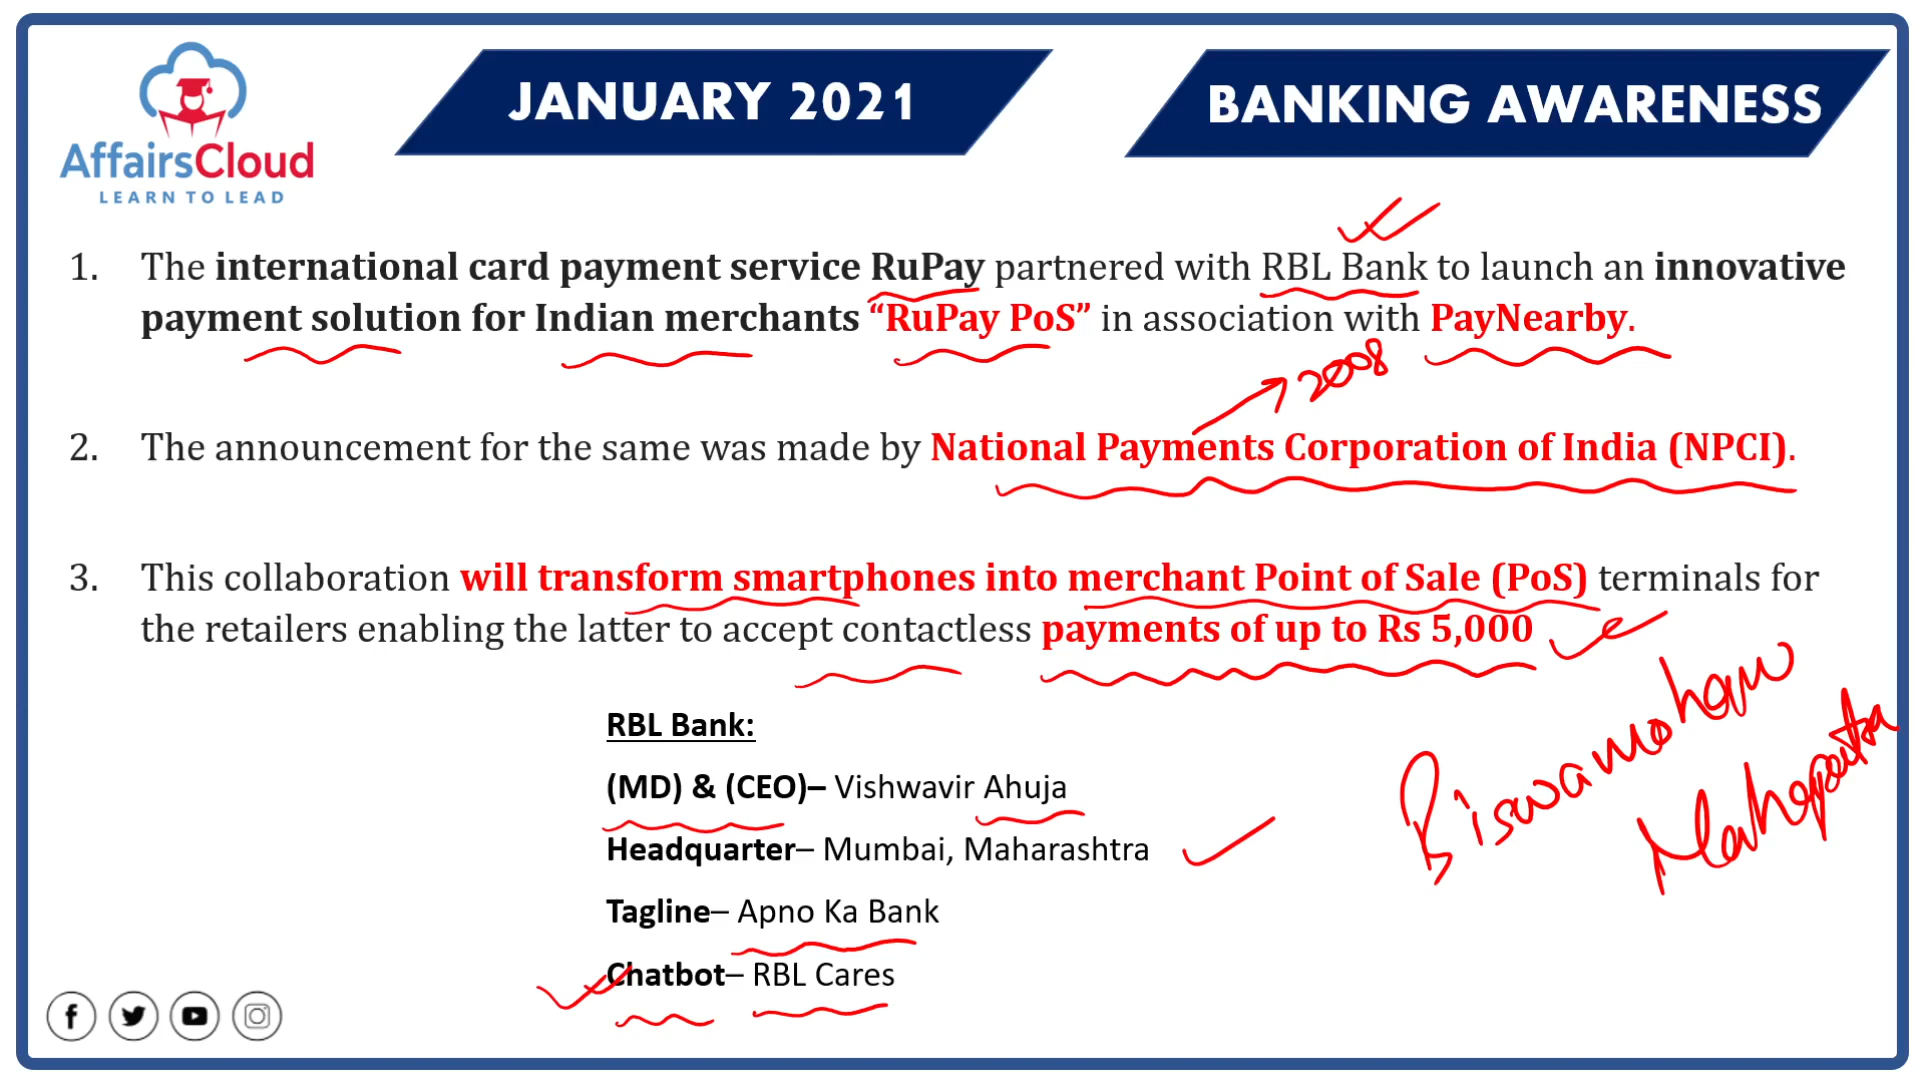 AffairsCloud
LEARN TO LEAD
JANUARY 2021
BANKING AWARENESS
1. The international card payment service RuPay partnered with RBL Bank to launch an innovative
payment solution for Indian merchants “RuPay PoS” in association with PayNearby.
2008
2. The announcement for the same was made by National Payments Corporation of India (NPCI).
3. This collaboration will transform smartphones into merchant Point of Sale (PoS) terminals for
the retailers enabling the latter to accept contactless payments of up to Rs 5,000
RBL Bank:
(MD) & (CEO)– Vishwavir Ahuja
Headquarter– Mumbai, Maharashtra
Tagline– Apno Ka Bank
Chatbot– RBL Cares
Biswamohan
Mahapatra